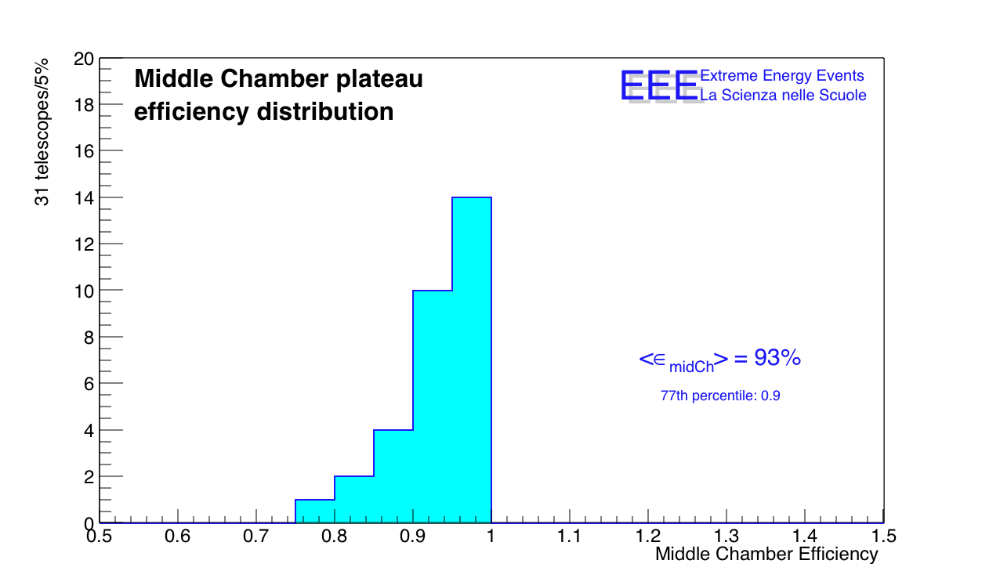 Middle Chamber plateau
efficiency distribution
EEE
Extreme Energy Events
La Scienza nelle Scuole
31 telescopes/5%
20
18
16
14
12
10
8
6
4
2
0
<∈ midCh> = 93%
77th percentile: 0.9
0.5 0.6 0.7 0.8 0.9 1 1.1 1.2 1.3 1.4 1.5
Middle Chamber Efficiency